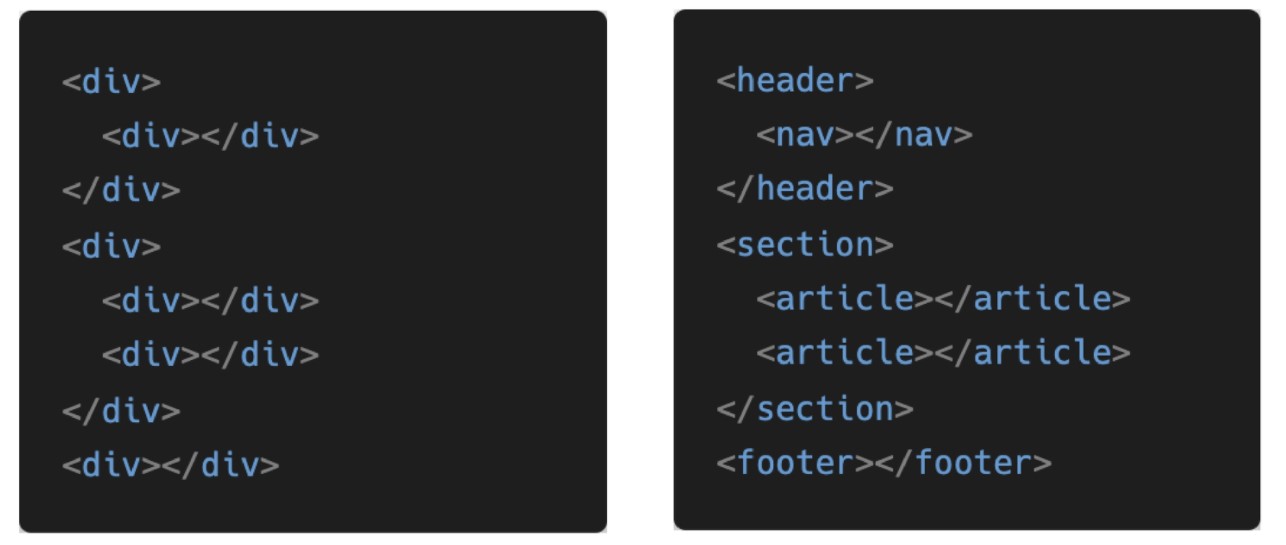 <div>
  <div></div>
</div>
<div>
  <div></div>
  <div></div>
</div>
<div></div>
<header>
  <nav></nav>
</header>
<section>
  <article></article>
  <article></article>
</section>
<footer></footer>